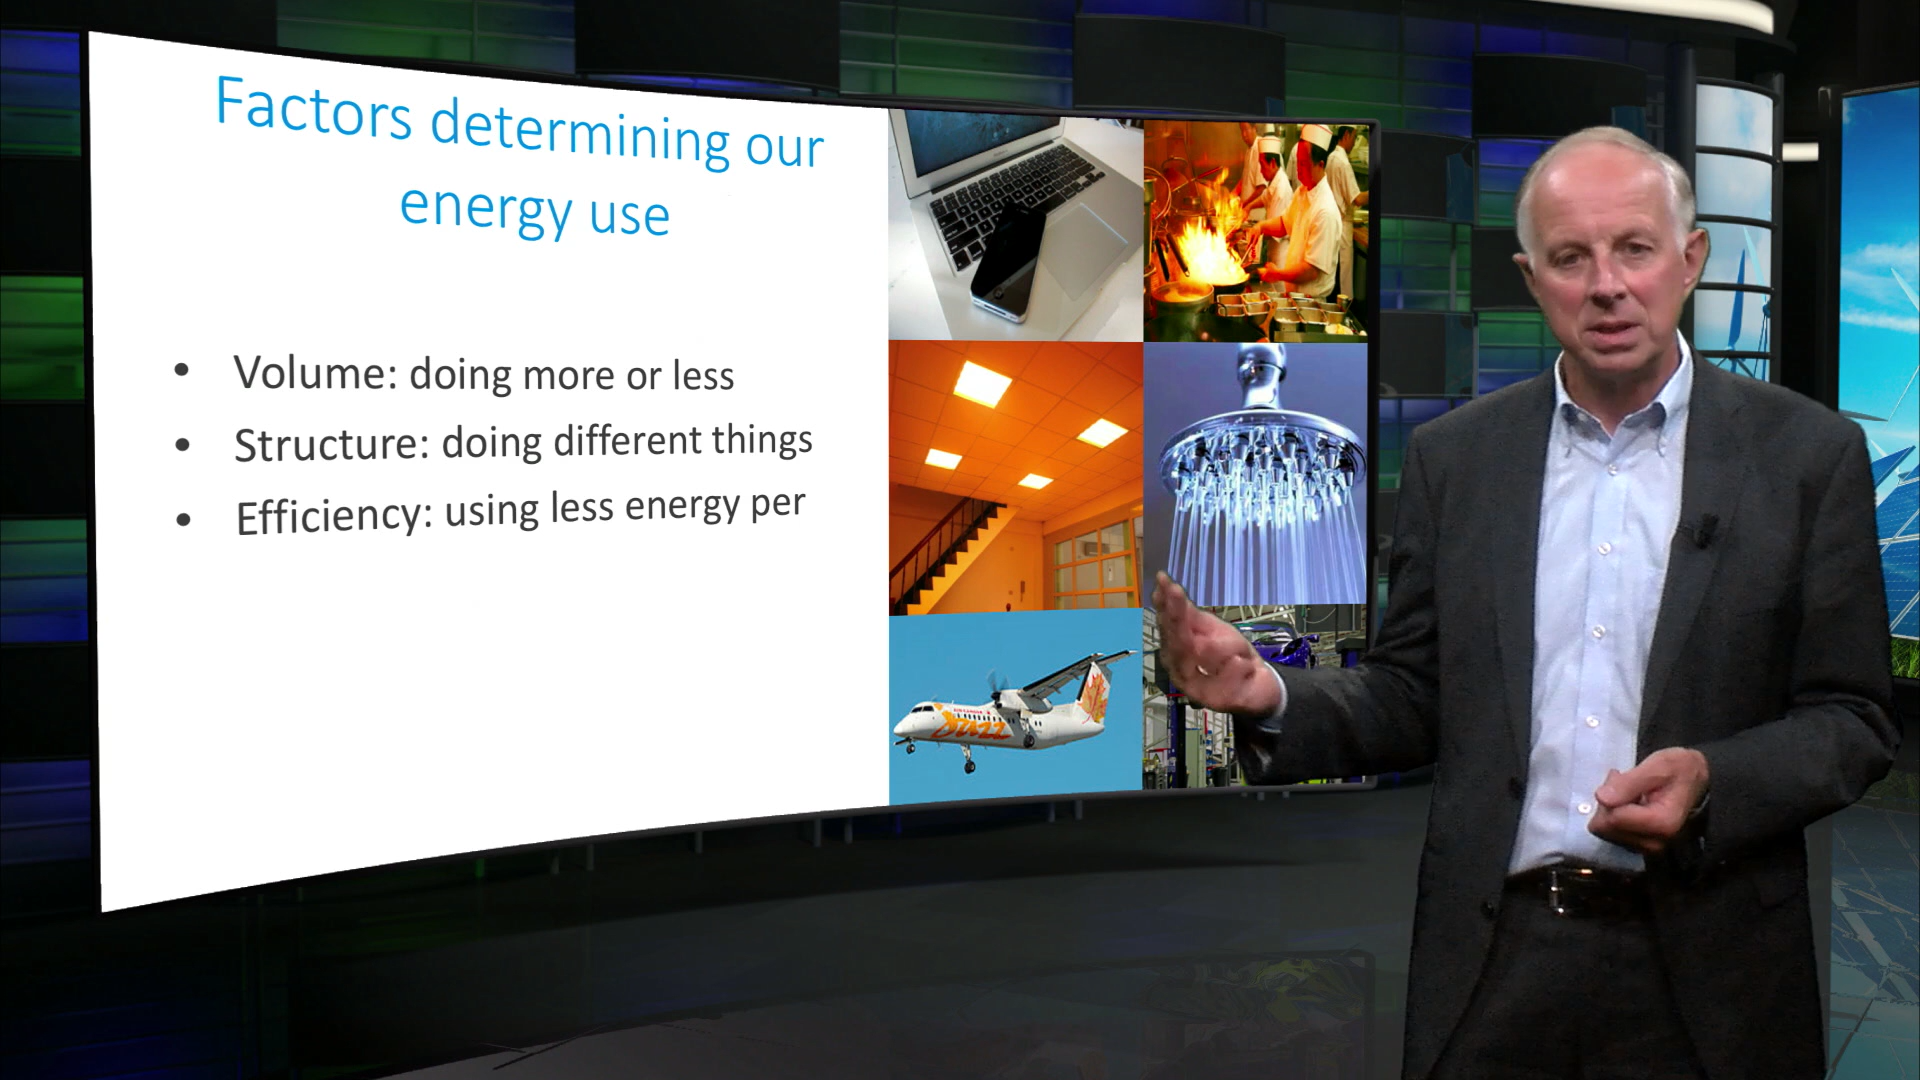 Factors determining our
energy use
• Volume: doing more or less
• Structure: doing different things
• Efficiency: using less energy per
Jazz